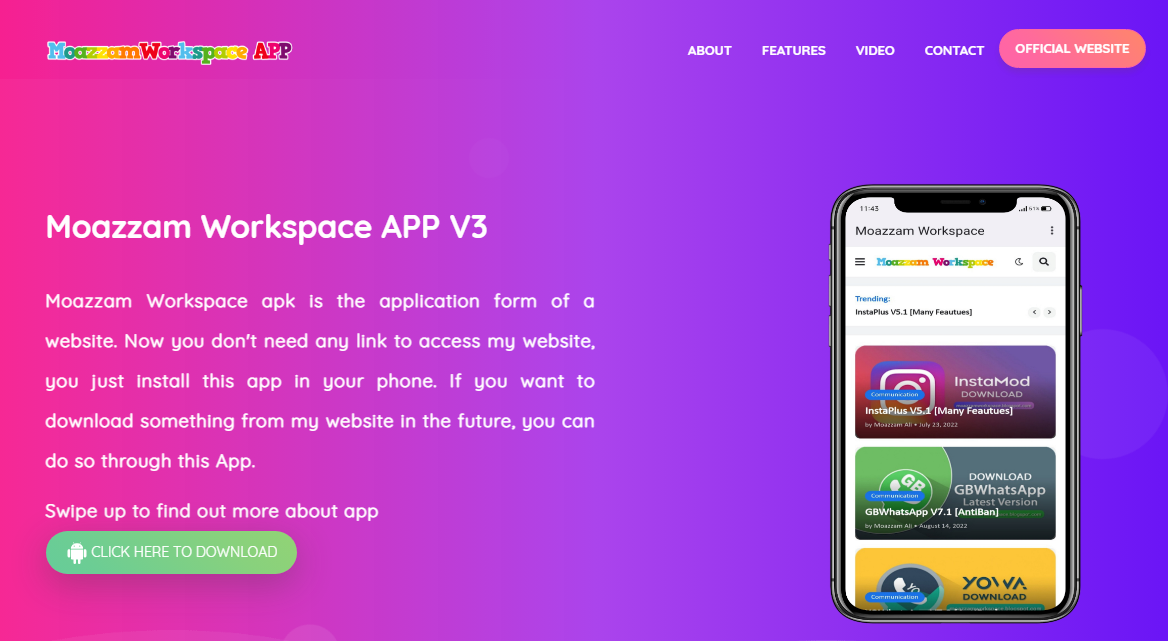 MoazzamWorkspace APP
ABOUT
FEATURES
VIDEO
CONTACT
OFFICIAL WEBSITE
Moazzam Workspace APP V3
Moazzam Workspace apk is the application form of a
website. Now you don't need any link to access my website,
you just install this app in your phone. If you want to
download something from my website in the future, you can
do so through this App.
Swipe up to find out more about app
CLICK HERE TO DOWNLOAD
11:43
51%
Moazzam Workspace
Moazzam Workspace
Trending:
InstaPlus V5.1 [Many Feautues]
InstaMod
DOWNLOAD
Communication
InstaPlus V5.1 [Many Feautues]
by Moazzam Ali • July 23, 2022
GB
DOWNLOAD
GBWhatsApp
Latest Version
Communication
GBWhatsApp V7.1 [AntiBan]
by Moazzam Ali • August 14, 2022
YOWA
DOWNLOAD
Communication